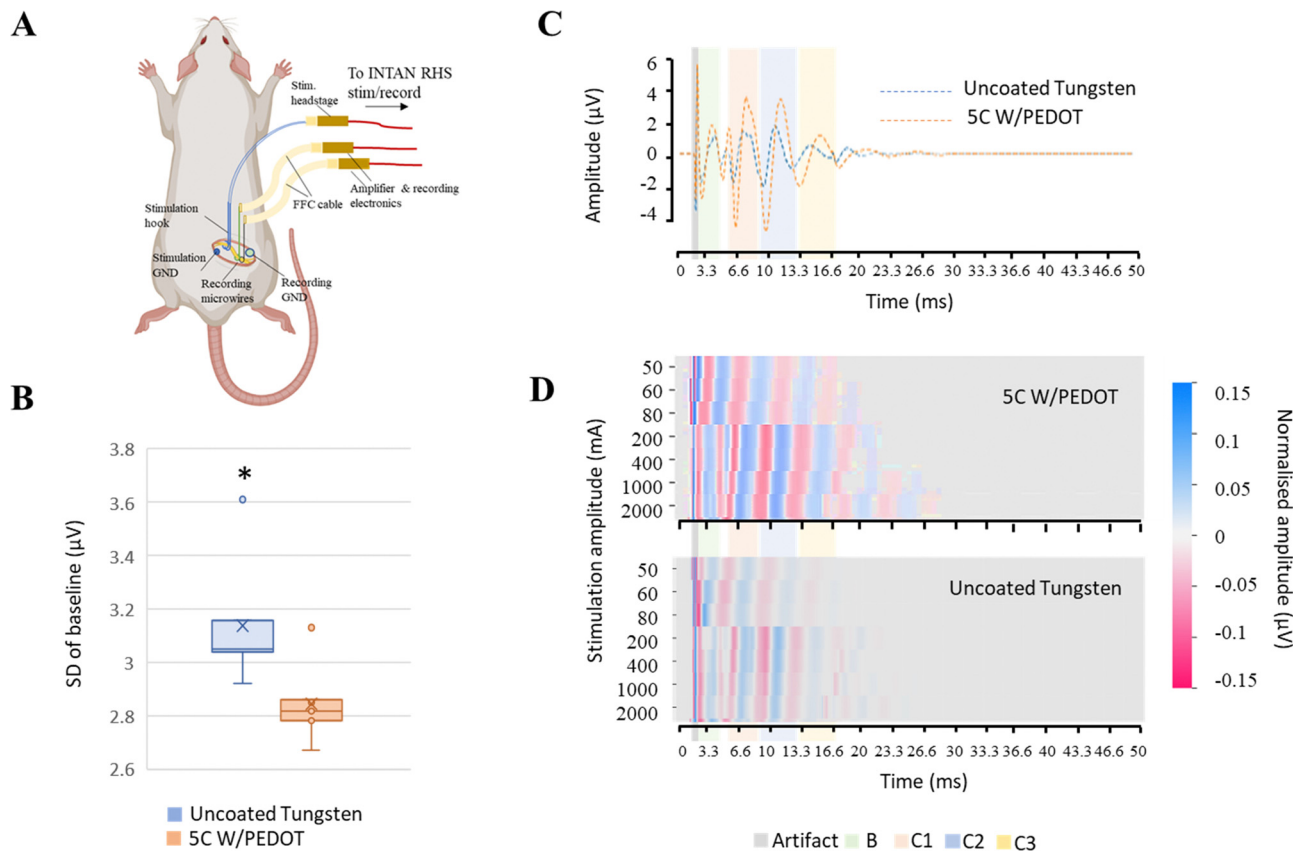 A
To INTAN RHS
stim/record
Stim.
headstage
Amplifier & recording
electronics
FFC cable
Stimulation
hook
Stimulation
GND
Recording
microwires
Recording
GND
B
SD of baseline (µV)
3.8
3.6
3.4
3.2
3
2.8
2.6
*
Uncoated Tungsten
5C W/PEDOT
C
Amplitude (µV)
6
4
2
0
-2
-4
Uncoated Tungsten
5C W/PEDOT
0 3.3 6.6 10 13.3 16.6 20 23.3 26.6 30 33.3 36.6 40 43.3 46.6 50
Time (ms)
D
Stimulation amplitude (mA)
50
60
80
200
400
1000
2000
5C W/PEDOT
50
60
80
200
400
1000
2000
Uncoated Tungsten
0 3.3 6.6 10 13.3 16.6 20 23.3 26.6 30 33.3 36.6 40 43.3 46.6 50
Time (ms)
0.15
0.1
0.05
0
-0.05
-0.1
-0.15
Normalised amplitude (µV)
Artifact B C1 C2 C3